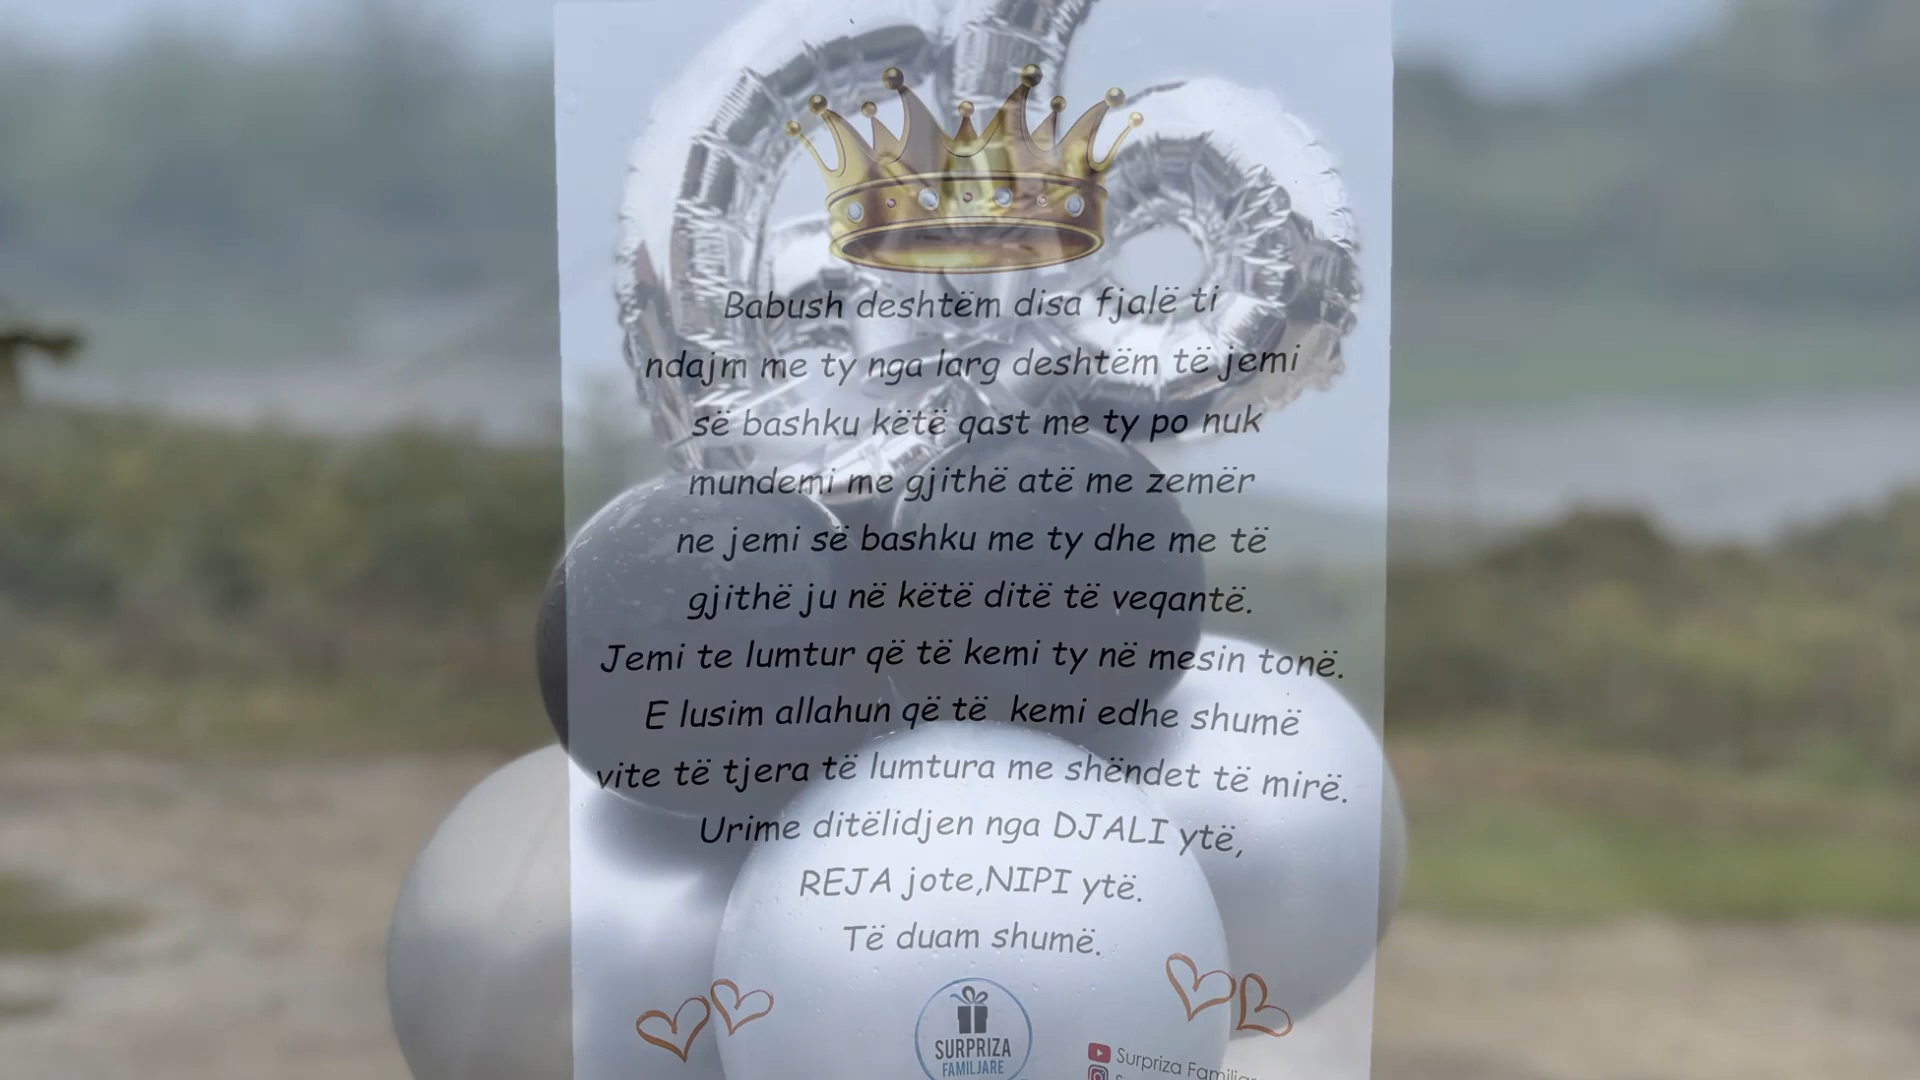 Babush deshtëm disa fjalë ti
ndajm me ty nga larg deshtëm të jemi
së bashku këtë qast me ty po nuk
mundemi me gjithë atë me zemër
ne jemi së bashku me ty dhe me të
gjithë ju në këtë ditë të veqantë.
Jemi te lumtur që të kemi ty në mesin tonë.
E lusim allahun që të kemi edhe shumë
vite të tjera të lumtura me shëndet të mirë.
Urime ditëlidjen nga DJALI ytë,
REJA jote,NIPI ytë.
Të duam shumë.
SURPRIZA
FAMILJARE
Surpriza